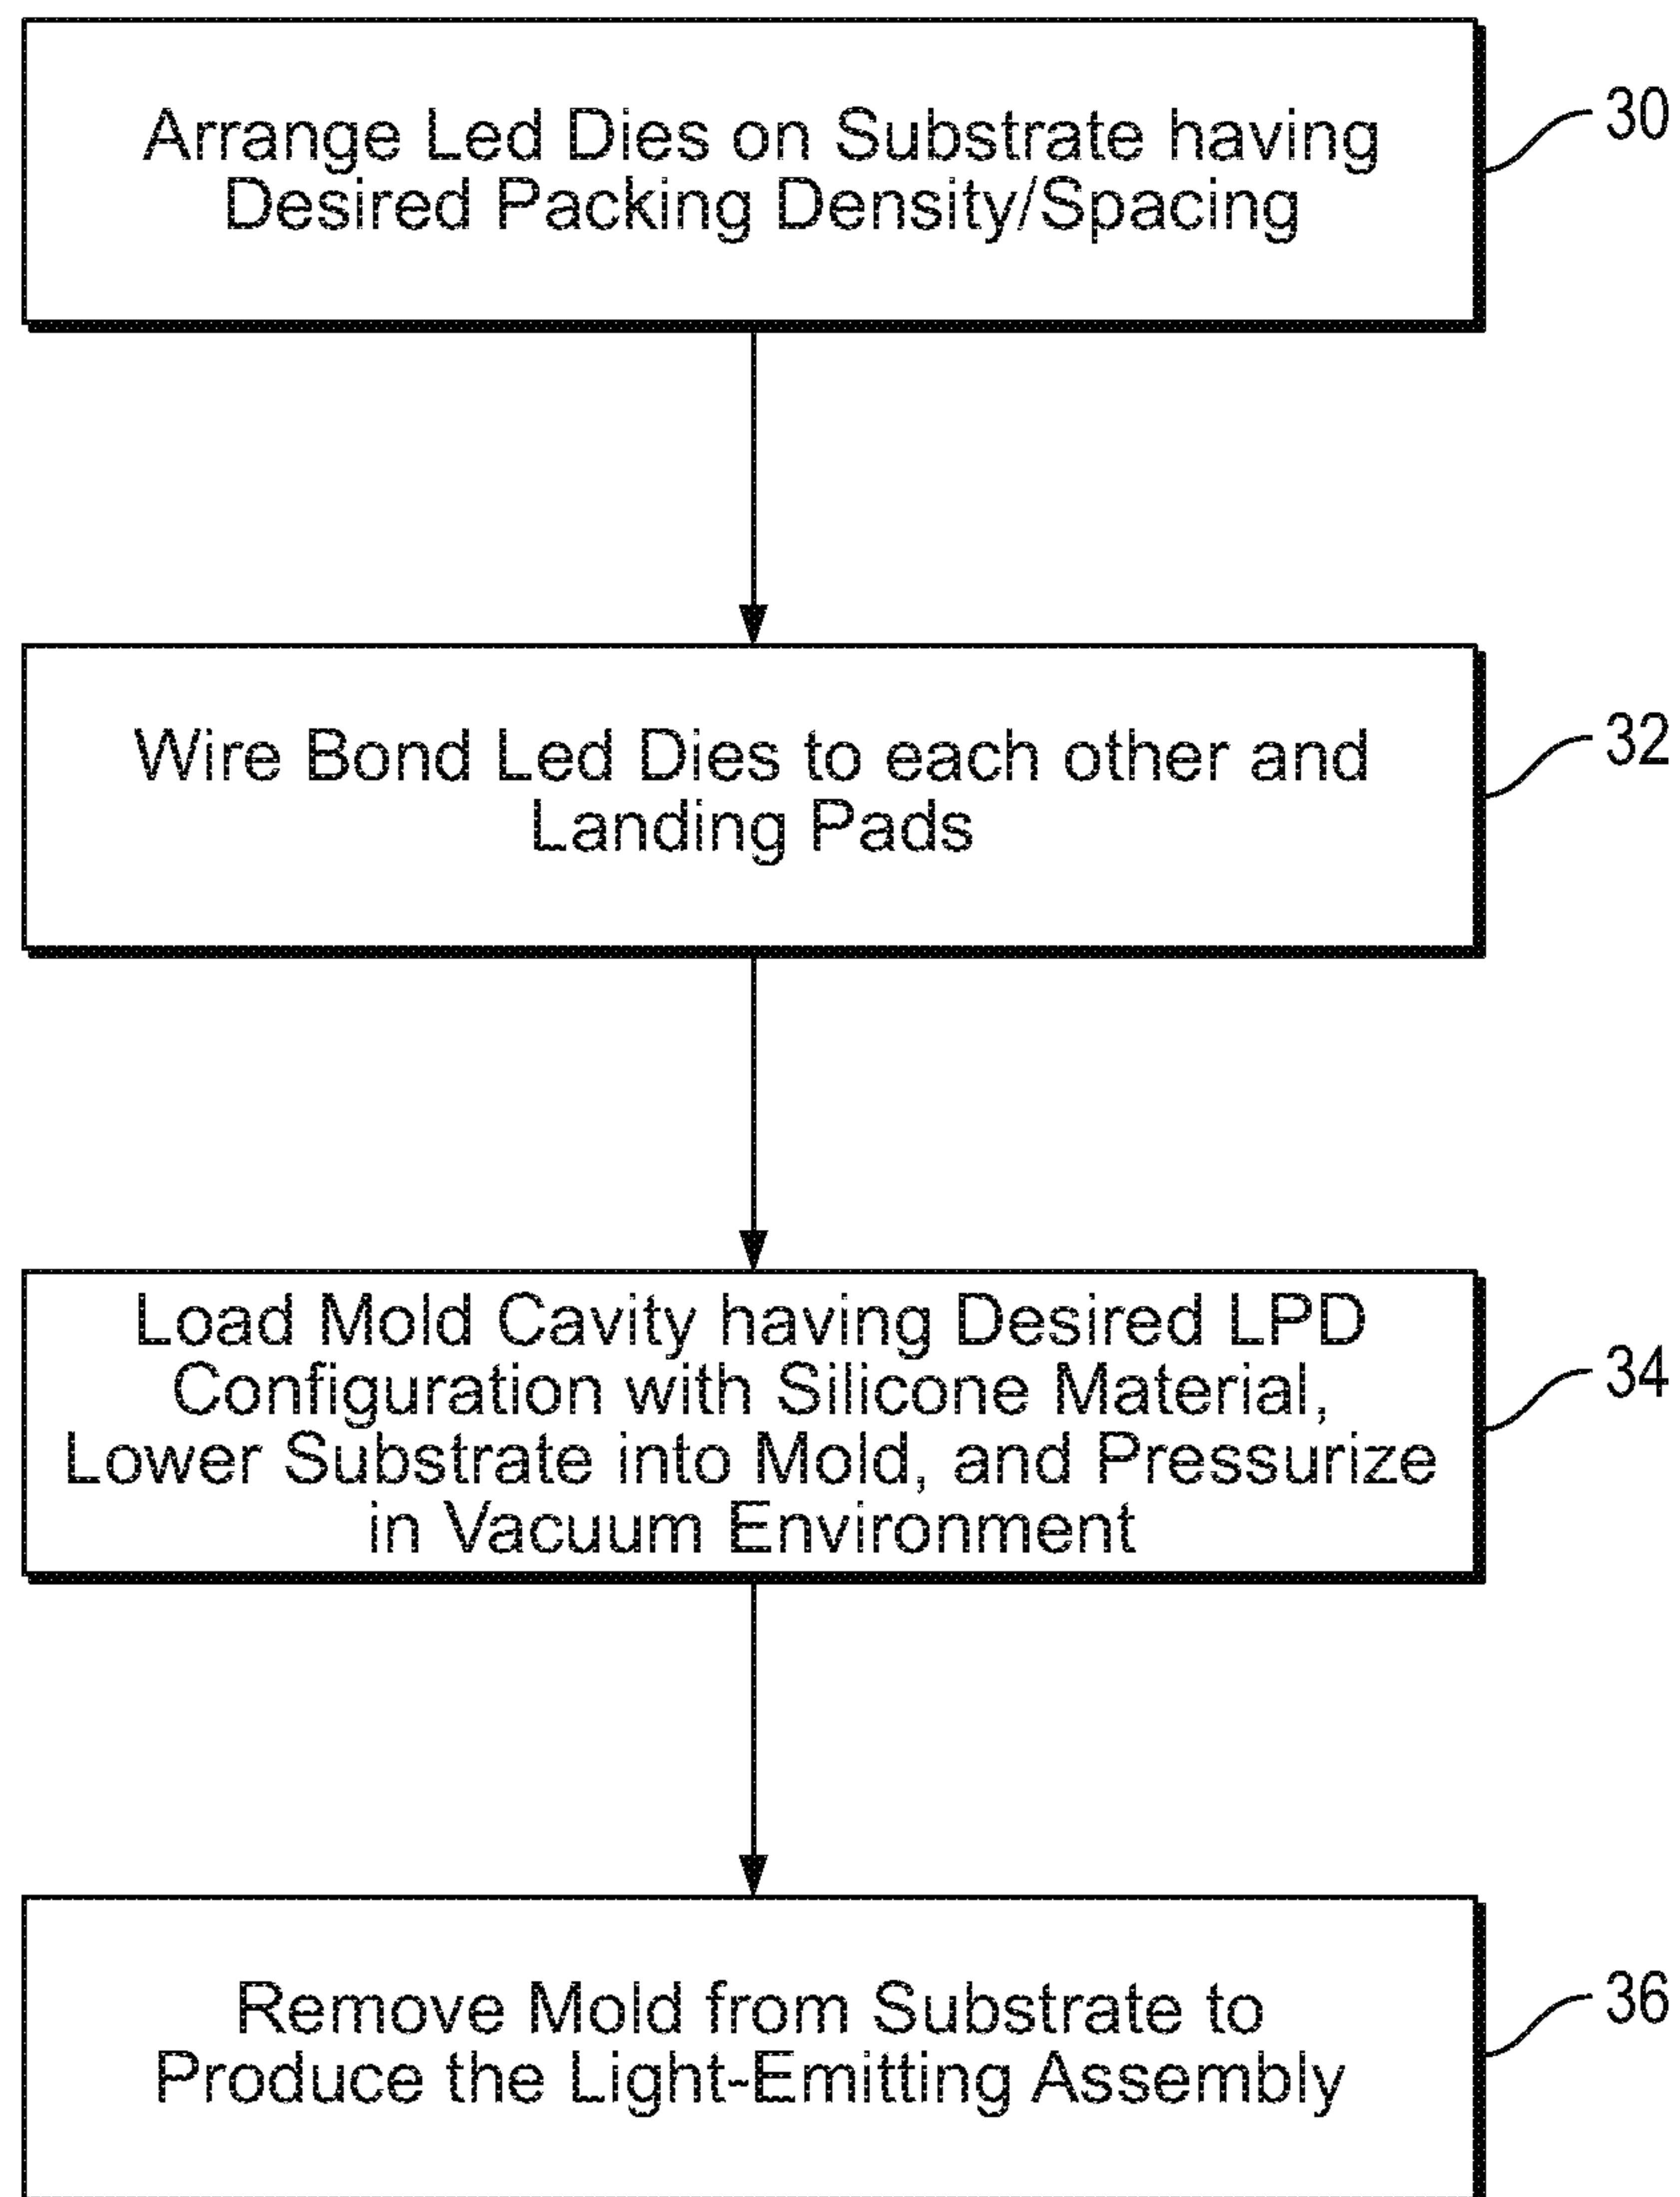 Arrange Led Dies on Substrate having
Desired Packing Density/Spacing
30
Wire Bond Led Dies to each other and
Landing Pads
32
Load Mold Cavity having Desired LPD
Configuration with Silicone Material,
Lower Substrate into Mold, and Pressurize
in Vacuum Environment
34
Remove Mold from Substrate to
Produce the Light-Emitting Assembly
36